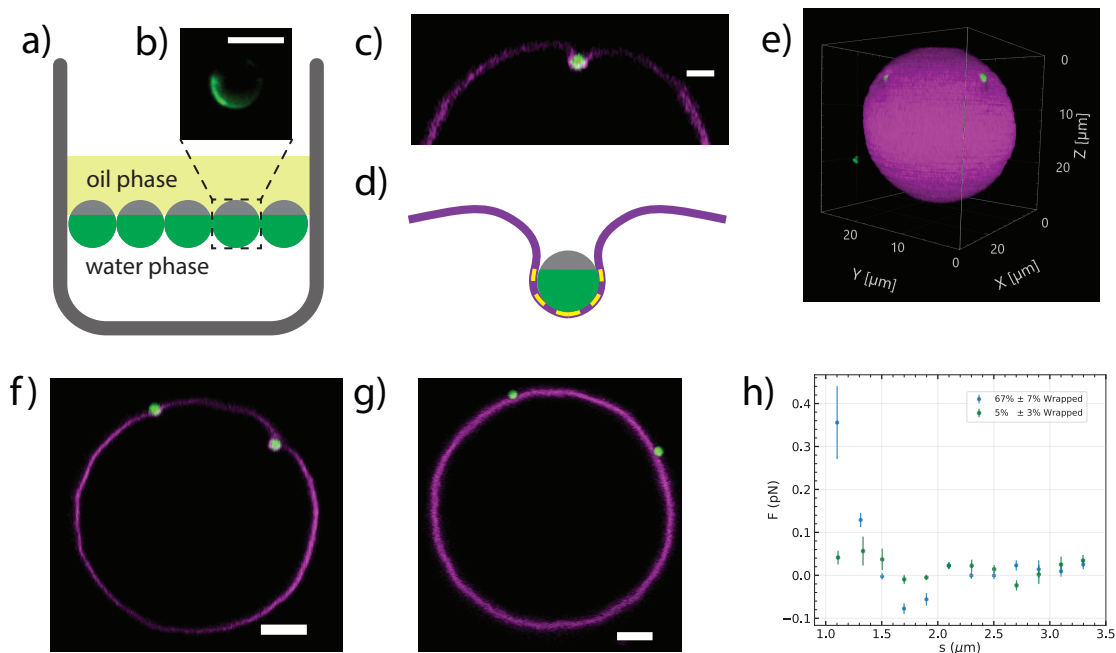 a)
b)
oil phase
water phase
c)
d)
e)
0
10
20
Z [µm]
0
20
X [µm]
0
10
20
Y [µm]
f)
g)
h)
67% ± 7% Wrapped
5% ± 3% Wrapped
0.4
0.3
0.2
0.1
0.0
−0.1
F (pN)
1.0 1.5 2.0 2.5 3.0 3.5
s (µm)